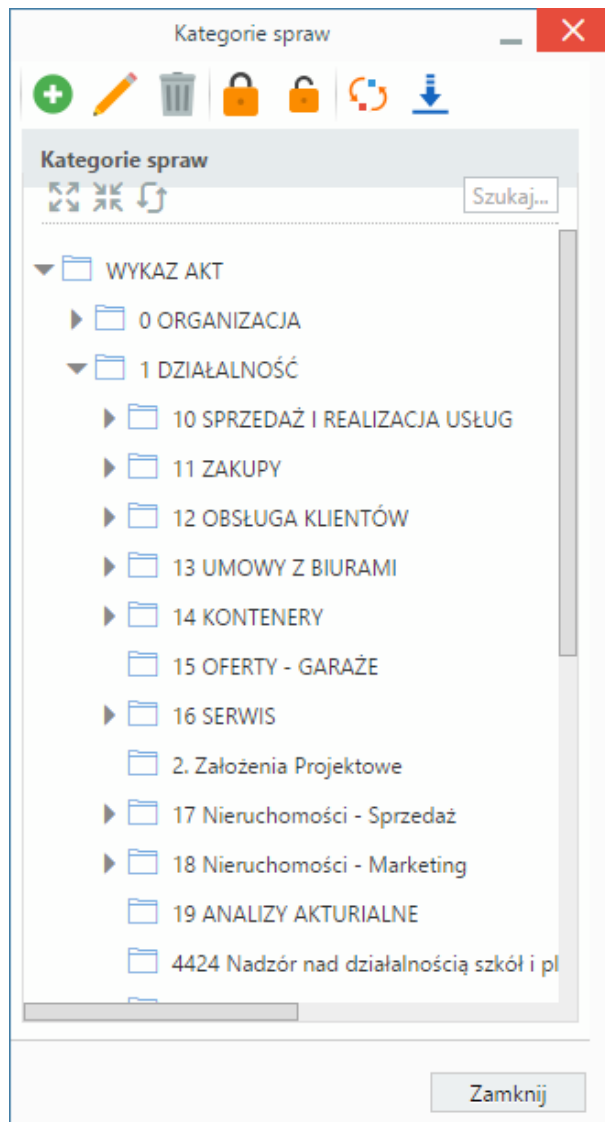 Kategorie spraw
Kategorie spraw
Szukaj...
WYKAZ AKT
0 ORGANIZACJA
1 DZIAŁALNOŚĆ
10 SPRZEDAŻ I REALIZACJA USŁUG
11 ZAKUPY
12 OBSŁUGA KLIENTÓW
13 UMOWY Z BIURAMI
14 KONTENERY
15 OFERTY - GARAŻE
16 SERWIS
2. Założenia Projektowe
17 Nieruchomości - Sprzedaż
18 Nieruchomości - Marketing
19 ANALIZY AKTURIALNE
4424 Nadzór nad działalnością szkół i pl
Zamknij